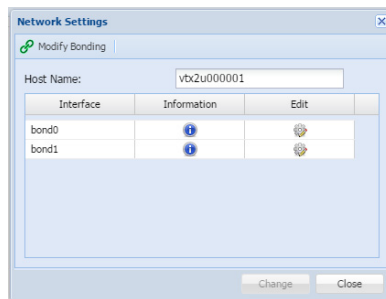 Network Settings
Modify Bonding
Host Name: vtx2u000001
Interface Information Edit
bond0
bond1
Change Close